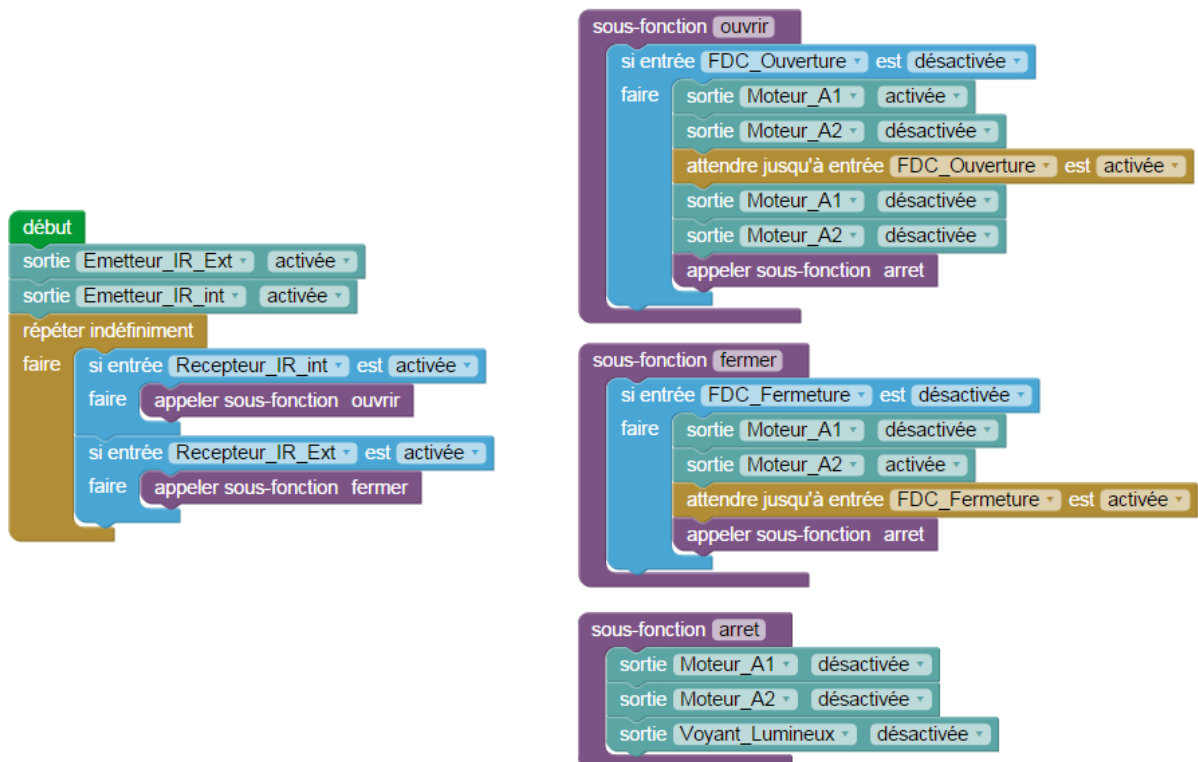 début
sortie Emetteur_IR_Ext activée
sortie Emetteur_IR_int activée
répéter indéfiniment
faire si entrée Recepteur_IR_int est activée
faire appeler sous-fonction ouvrir
si entrée Recepteur_IR_Ext est activée
faire appeler sous-fonction fermer
sous-fonction ouvrir
si entrée FDC_Ouverture est désactivée
faire sortie Moteur_A1 activée
sortie Moteur_A2 désactivée
attendre jusqu'à entrée FDC_Ouverture est activée
sortie Moteur_A1 désactivée
sortie Moteur_A2 désactivée
appeler sous-fonction arret
sous-fonction fermer
si entrée FDC_Fermeture est désactivée
faire sortie Moteur_A1 désactivée
sortie Moteur_A2 activée
attendre jusqu'à entrée FDC_Fermeture est activée
appeler sous-fonction arret
sous-fonction arret
sortie Moteur_A1 désactivée
sortie Moteur_A2 désactivée
sortie Voyant_Lumineux désactivée